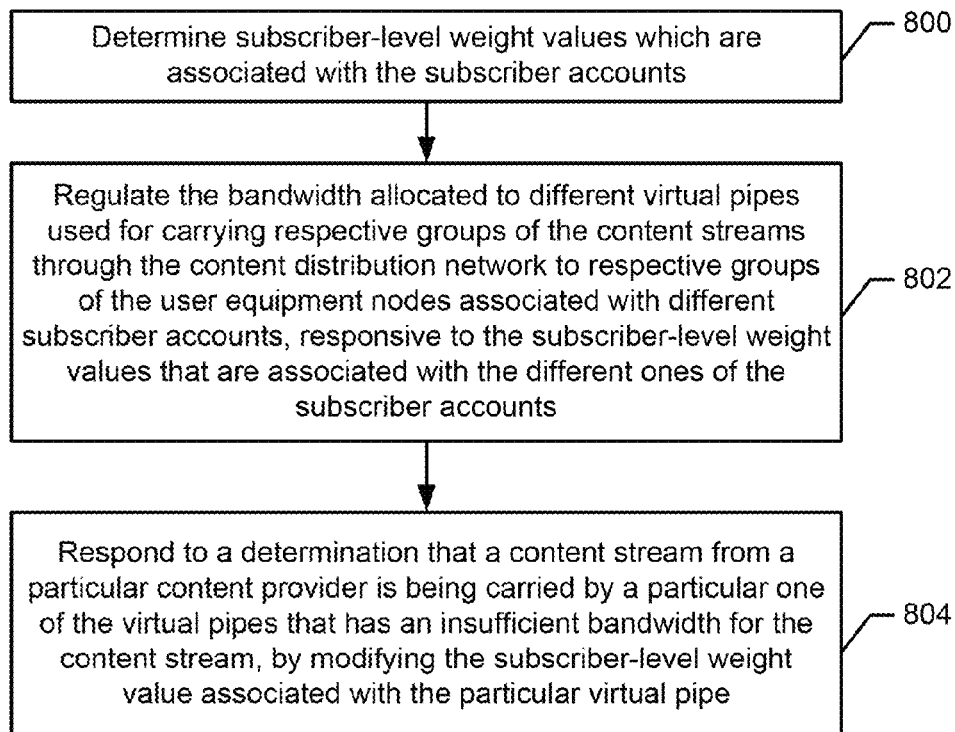 Determine subscriber-level weight values which are
associated with the subscriber accounts
800
Regulate the bandwidth allocated to different virtual pipes
used for carrying respective groups of the content streams
through the content distribution network to respective groups
of the user equipment nodes associated with different
subscriber accounts, responsive to the subscriber-level weight
values that are associated with the different ones of the
subscriber accounts
802
Respond to a determination that a content stream from a
particular content provider is being carried by a particular one
of the virtual pipes that has an insufficient bandwidth for the
content stream, by modifying the subscriber-level weight
value associated with the particular virtual pipe
804